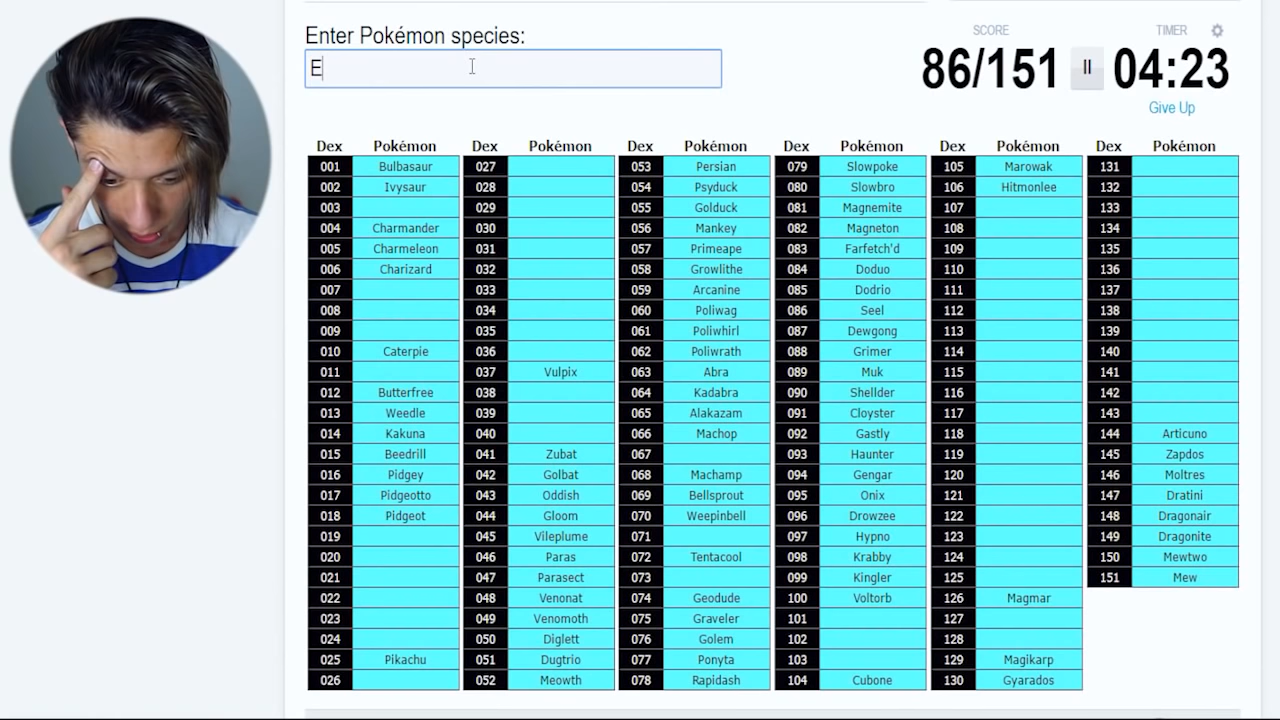 Enter Pokémon species:
E
SCORE
86/151
TIMER
04:23
Give Up
Dex Pokémon Dex Pokémon Dex Pokémon Dex Pokémon Dex Pokémon Dex Pokémon
001 Bulbasaur 027 053 Persian 079 Slowpoke 105 Marowak 131
002 Ivysaur 028 054 Psyduck 080 Slowbro 106 Hitmonlee 132
003 029 055 Golduck 081 Magnemite 107 133
004 Charmander 030 056 Mankey 082 Magneton 108 134
005 Charmeleon 031 057 Primeape 083 Farfetch'd 109 135
006 Charizard 032 058 Growlithe 084 Doduo 110 136
007 033 059 Arcanine 085 Dodrio 111 137
008 034 060 Poliwag 086 Seel 112 138
009 035 061 Poliwhirl 087 Dewgong 113 139
010 Caterpie 036 062 Poliwrath 088 Grimer 114 140
011 037 Vulpix 063 Abra 089 Muk 115 141
012 Butterfree 038 064 Kadabra 090 Shellder 116 142
013 Weedle 039 065 Alakazam 091 Cloyster 117 143
014 Kakuna 040 066 Machop 092 Gastly 118 144 Articuno
015 Beedrill 041 Zubat 067 093 Haunter 119 145 Zapdos
016 Pidgey 042 Golbat 068 Machamp 094 Gengar 120 146 Moltres
017 Pidgeotto 043 Oddish 069 Bellsprout 095 Onix 121 147 Dratini
018 Pidgeot 044 Gloom 070 Weepinbell 096 Drowzee 122 148 Dragonair
019 045 Vileplume 071 097 Hypno 123 149 Dragonite
020 046 Paras 072 Tentacool 098 Krabby 124 150 Mewtwo
021 047 Parasect 073 099 Kingler 125 151 Mew
022 048 Venonat 074 Geodude 100 Voltorb 126 Magmar
023 049 Venomoth 075 Graveler 101 127
024 050 Diglett 076 Golem 102 128
025 Pikachu 051 Dugtrio 077 Ponyta 103 129 Magikarp
026 052 Meowth 078 Rapidash 104 Cubone 130 Gyarados